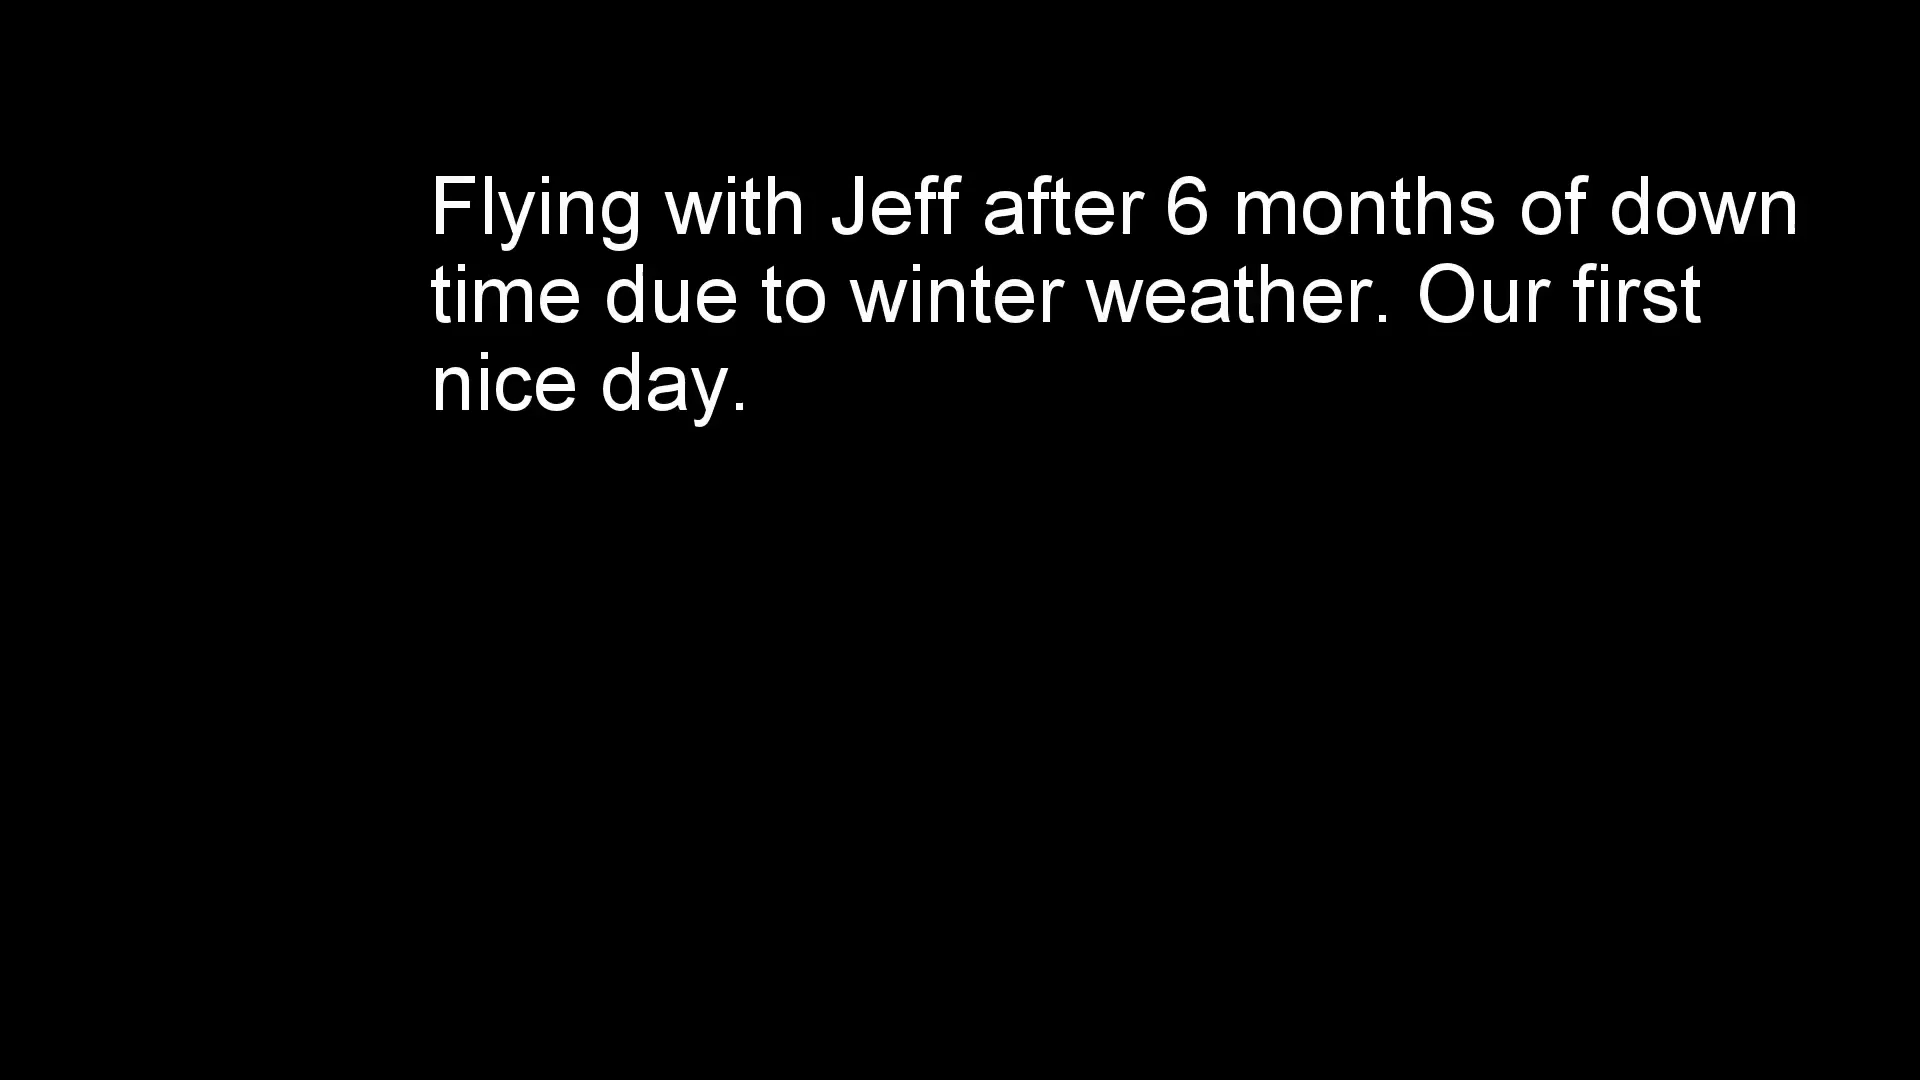 Flying with Jeff after 6 months of down
time due to winter weather. Our first
nice day.